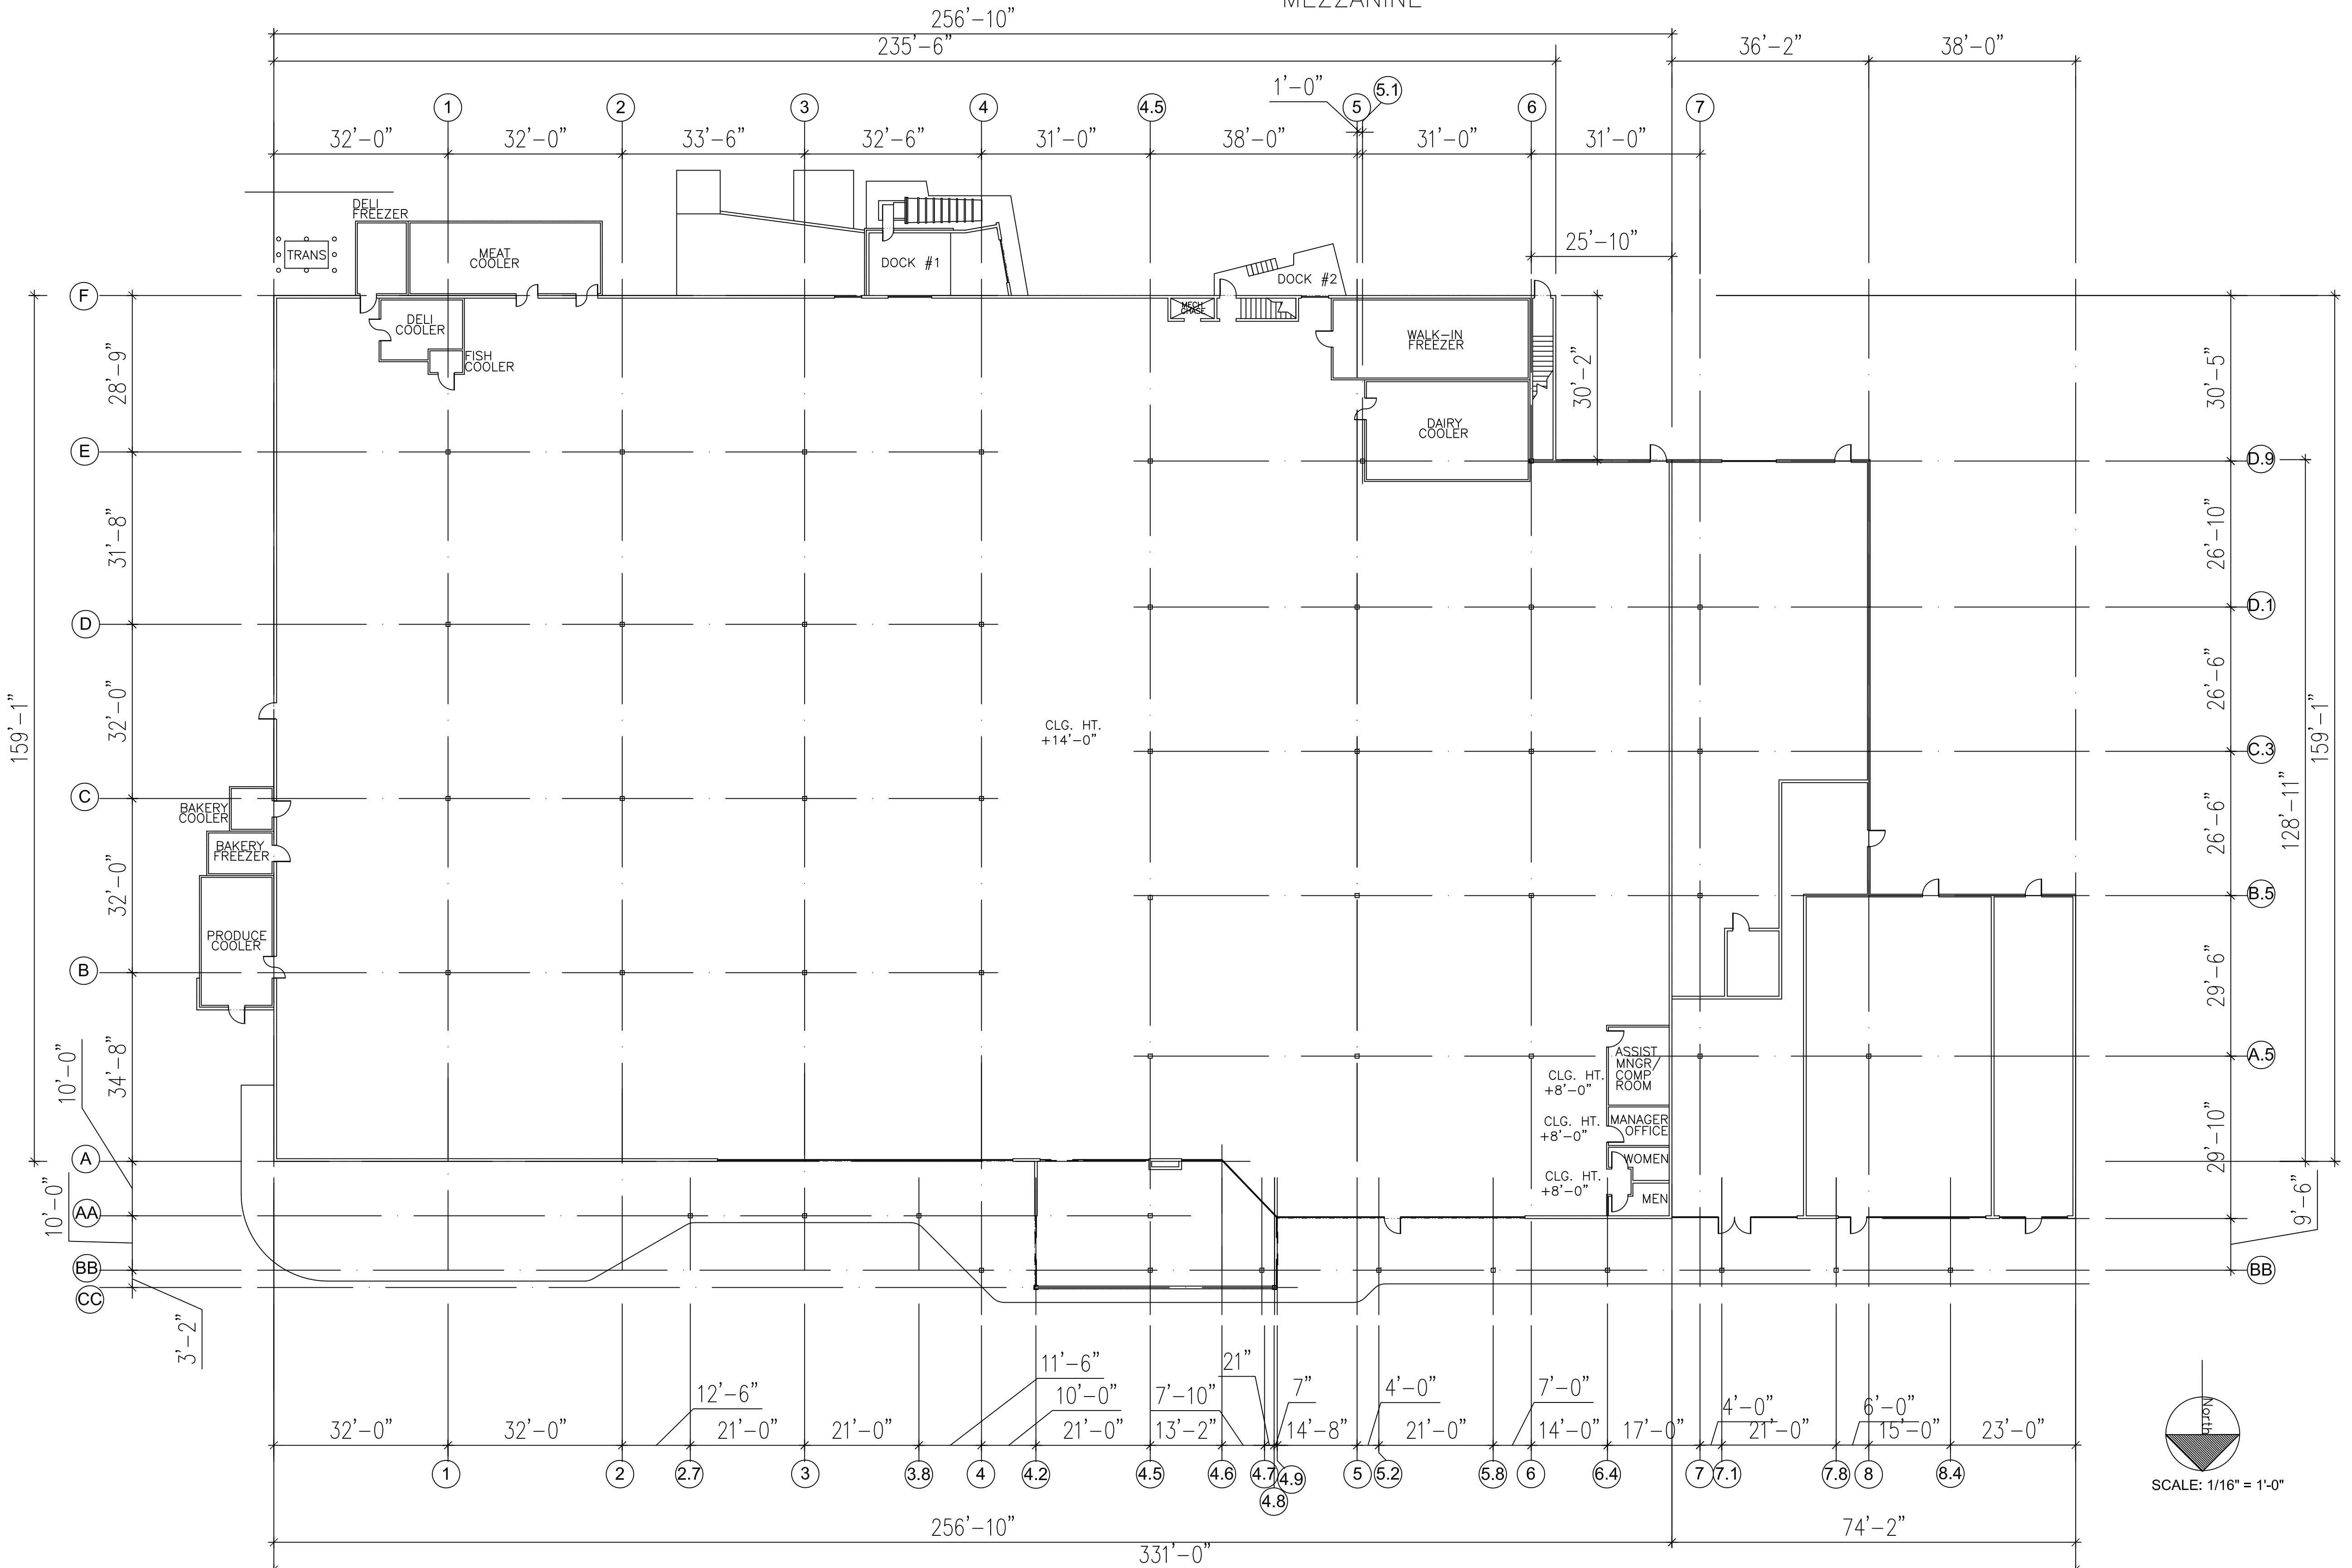 MEZZANINE
256'-10"
235'-6"
36'-2"
38'-0"
1'-0"
1
2
3
4
4.5
5
5.1
6
7
32'-0"
32'-0"
33'-6"
32'-6"
31'-0"
38'-0"
31'-0"
31'-0"
25'-10"
DELI
FREEZER
TRANS
MEAT
COOLER
DOCK #1
DOCK #2
F
MECH
CHASE
DELI
COOLER
FISH
COOLER
WALK-IN
FREEZER
DAIRY
COOLER
28'-9"
30'-2"
30'-5"
E
D.9
31'-8"
26'-10"
D
D.1
159'-1"
32'-0"
CLG. HT.
+14'-0"
26'-6"
159'-1"
128'-11"
C.3
C
BAKERY
COOLER
BAKERY
FREEZER
32'-0"
26'-6"
B.5
PRODUCE
COOLER
B
29'-6"
10'-0"
34'-8"
A.5
ASSIST
MNGR/
COMP
ROOM
CLG. HT.
+8'-0"
MANAGER
OFFICE
CLG. HT.
+8'-0"
29'-10"
A
WOMEN
CLG. HT.
+8'-0"
MEN
10'-0"
9'-6"
AA
BB
BB
CC
3'-2"
12'-6"
11'-6"
10'-0"
7'-10"
21"
7"
4'-0"
7'-0"
4'-0"
6'-0"
32'-0"
32'-0"
21'-0"
21'-0"
21'-0"
13'-2"
14'-8"
21'-0"
14'-0"
17'-0"
21'-0"
15'-0"
23'-0"
1
2
2.7
3
3.8
4
4.2
4.5
4.6
4.7
4.8
4.9
5
5.2
5.8
6
6.4
7
7.1
7.8
8
8.4
North
SCALE: 1/16" = 1'-0"
256'-10"
74'-2"
331'-0"